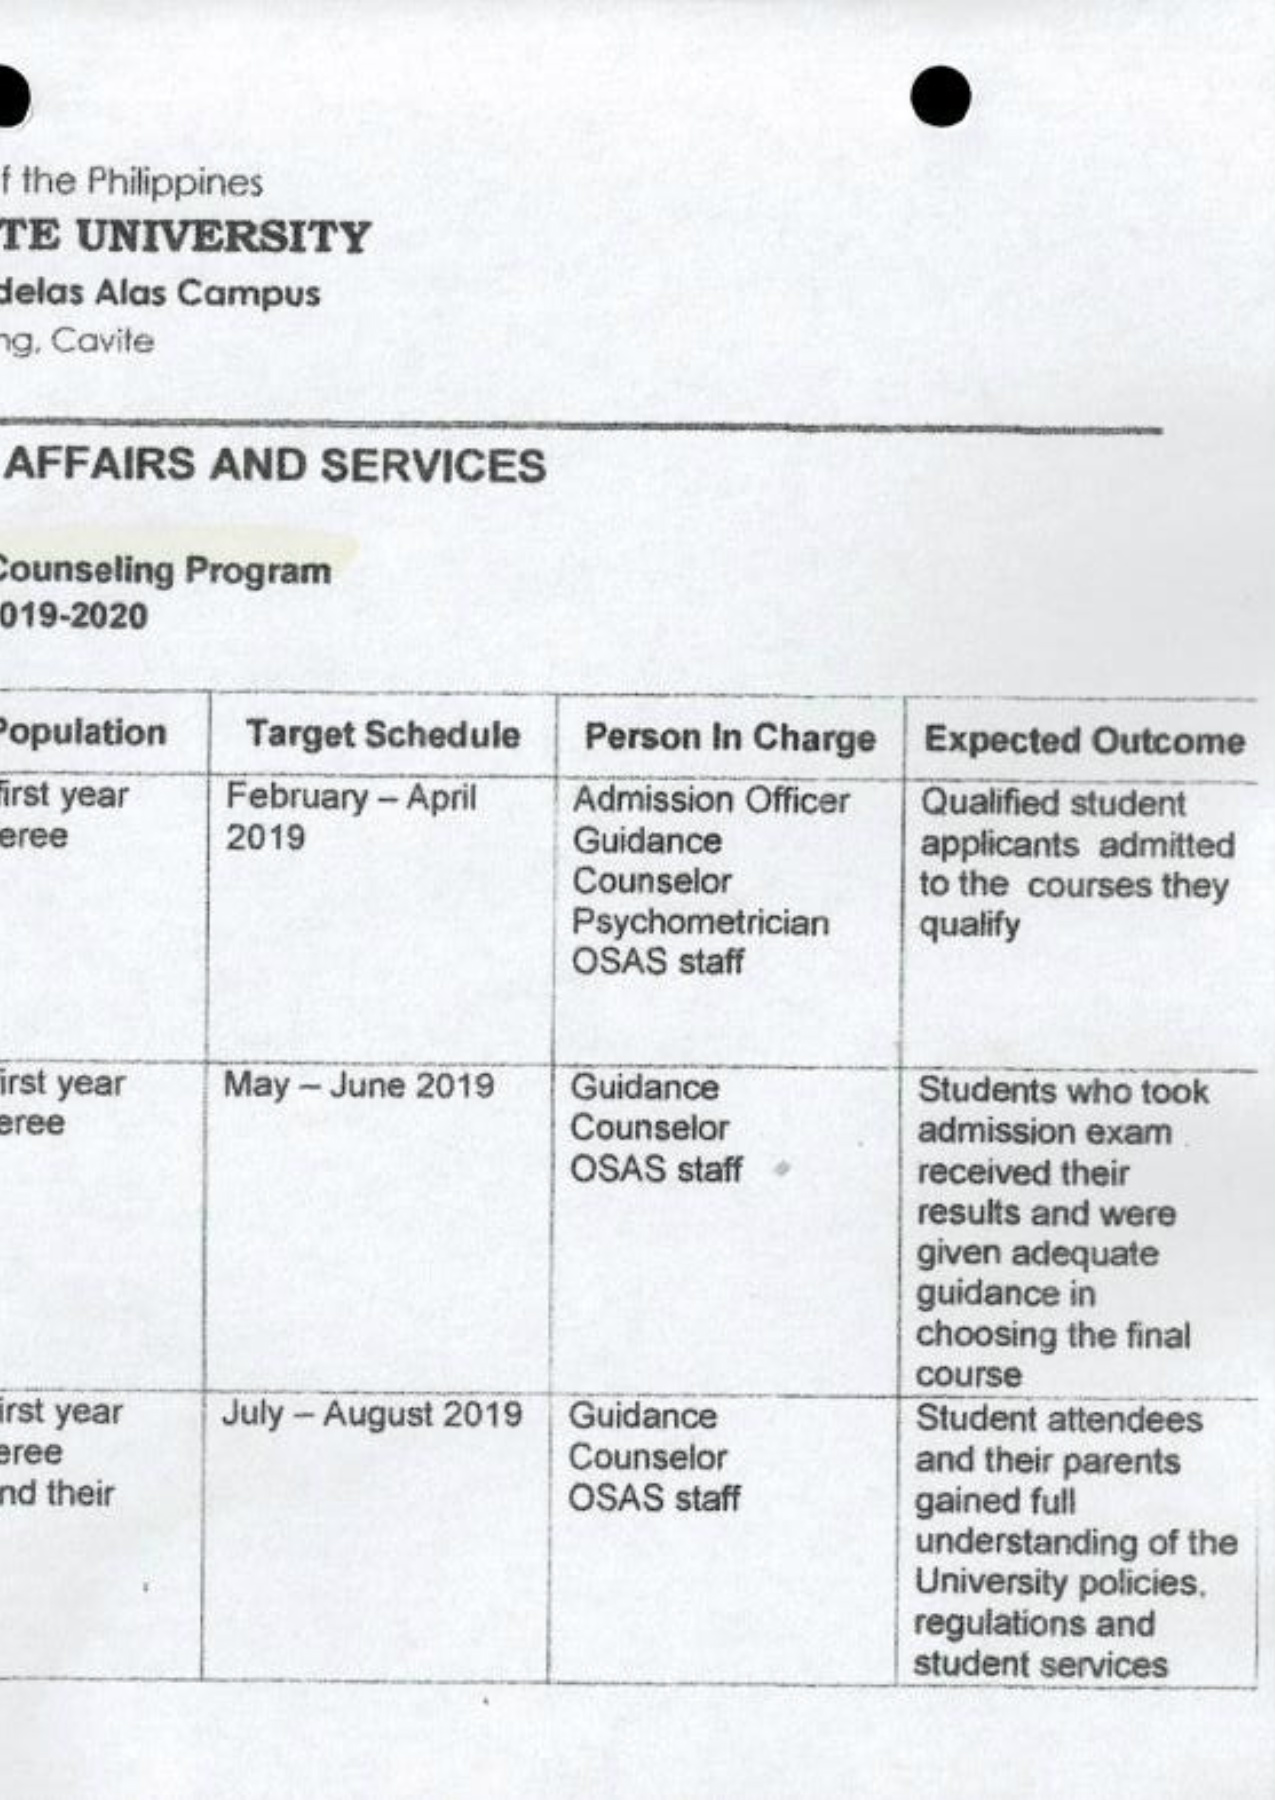 f the Philippines
TE UNIVERSITY
delas Alas Campus
ng, Cavite
AFFAIRS AND SERVICES
Counseling Program
019-2020
Population
Target Schedule
Person In Charge
Expected Outcome
first year
eree
February – April
2019
Admission Officer
Guidance
Counselor
Psychometrician
OSAS staff
Qualified student
applicants admitted
to the courses they
qualify
irst year
eree
May – June 2019
Guidance
Counselor
OSAS staff
Students who took
admission exam
received their
results and were
given adequate
guidance in
choosing the final
course
irst year
eree
nd their
July – August 2019
Guidance
Counselor
OSAS staff
Student attendees
and their parents
gained full
understanding of the
University policies.
regulations and
student services